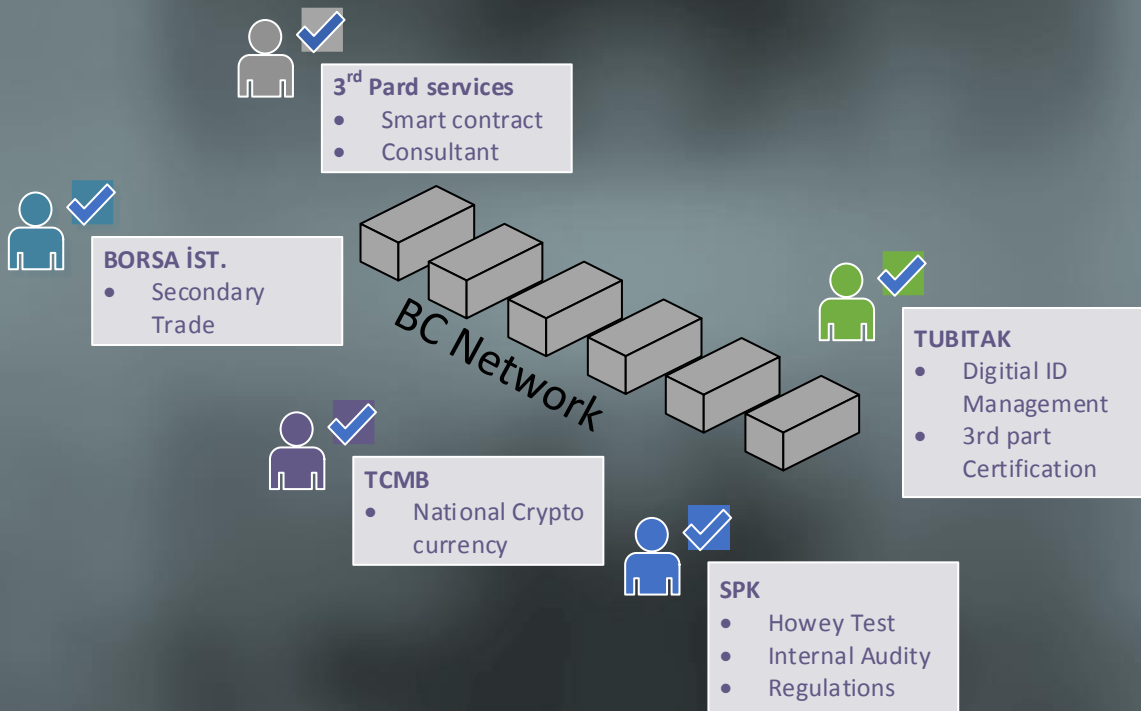 3rd Pard services
• Smart contract
• Consultant
BORSA İST.
• Secondary
Trade
BC Network
TUBITAK
• Digitial ID
Management
• 3rd part
Certification
TCMB
• National Crypto
currency
SPK
• Howey Test
• Internal Audity
• Regulations